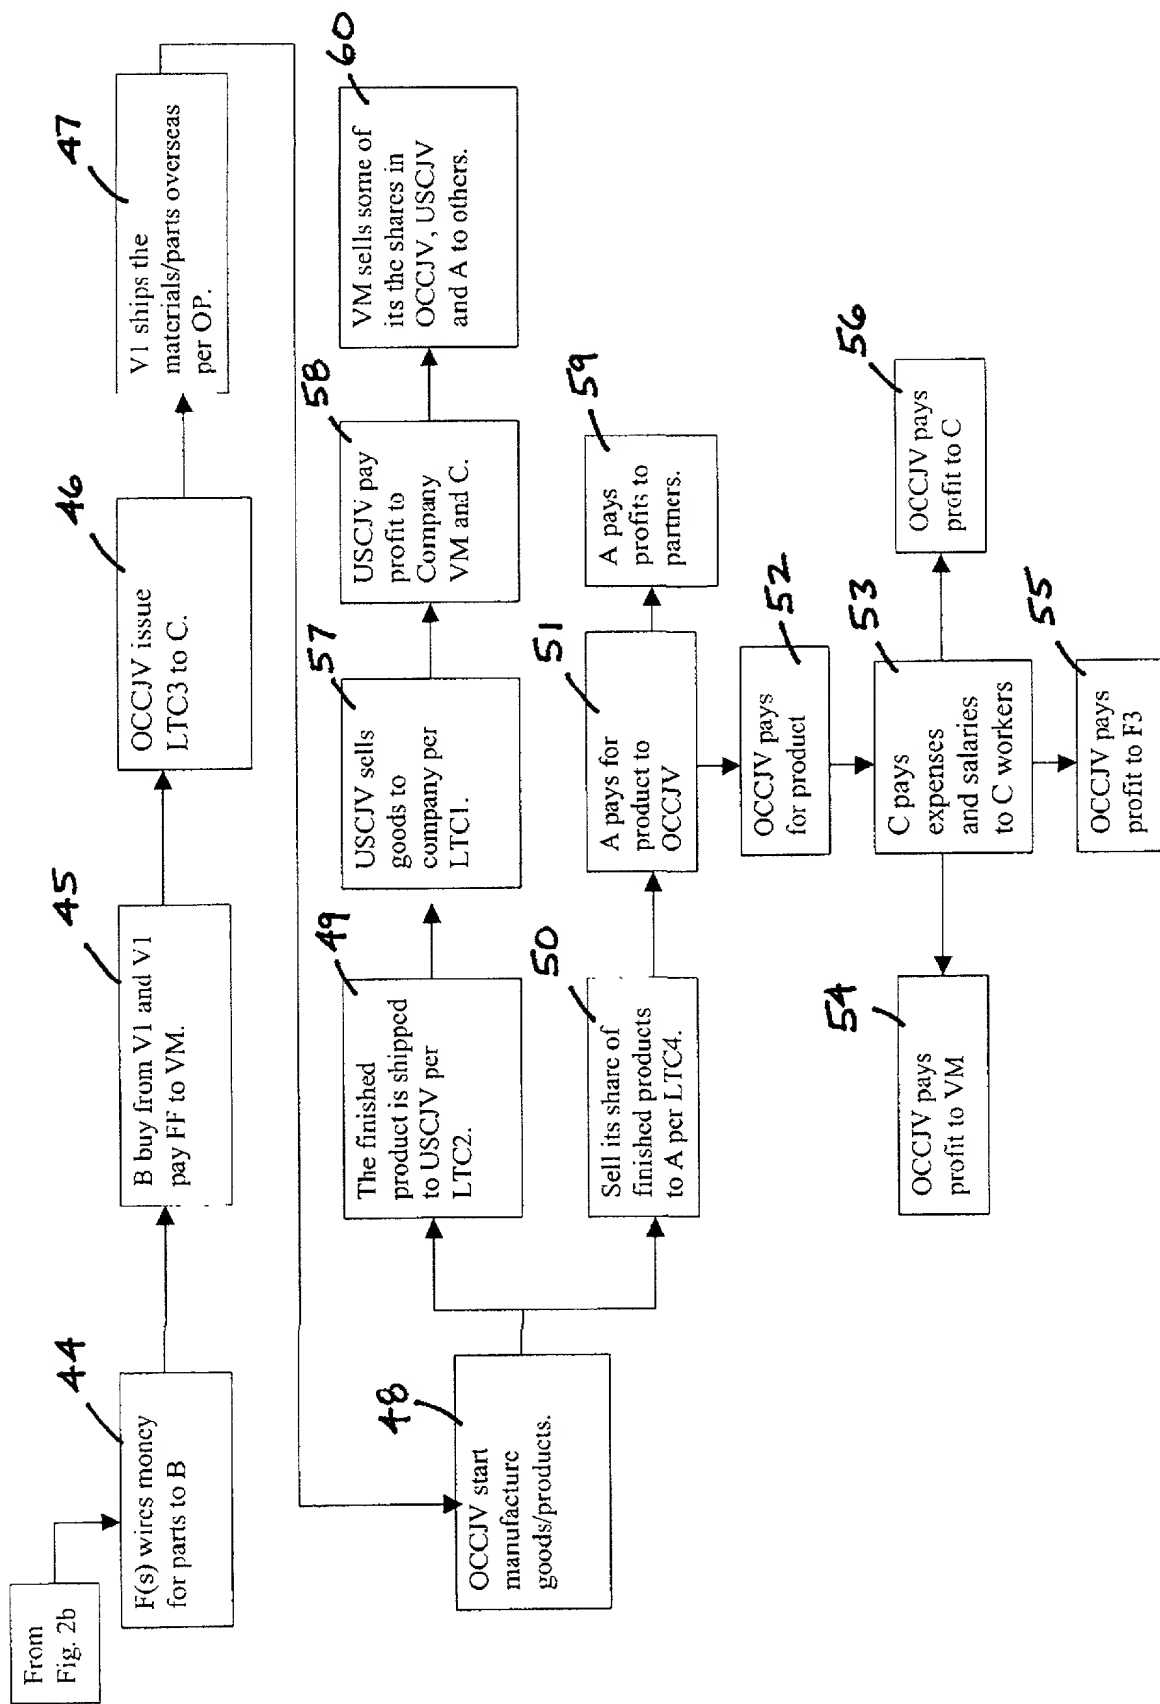 From
Fig. 2b
44
F(s) wires money
for parts to B
45
B buy from V1 and V1
pay FF to VM.
46
OCCJV issue
LTC3 to C.
47
V1 ships the
materials/parts overseas
per OP.
48
OCCJV start
manufacture
goods/products.
49
The finished
product is shipped
to USCJV per
LTC2.
57
USCJV sells
goods to
company per
LTC1.
58
USCJV pay
profit to
Company
VM and C.
60
VM sells some of
its the shares in
OCCJV, USCJV
and A to others.
50
Sell its share of
finished products
to A per LTC4.
51
A pays for
product to
OCCJV
59
A pays
profits to
partners.
52
OCCJV pays
for product
53
C pays
expenses
and salaries
to C workers
54
OCCJV pays
profit to VM
55
OCCJV pays
profit to F3
56
OCCJV pays
profit to C